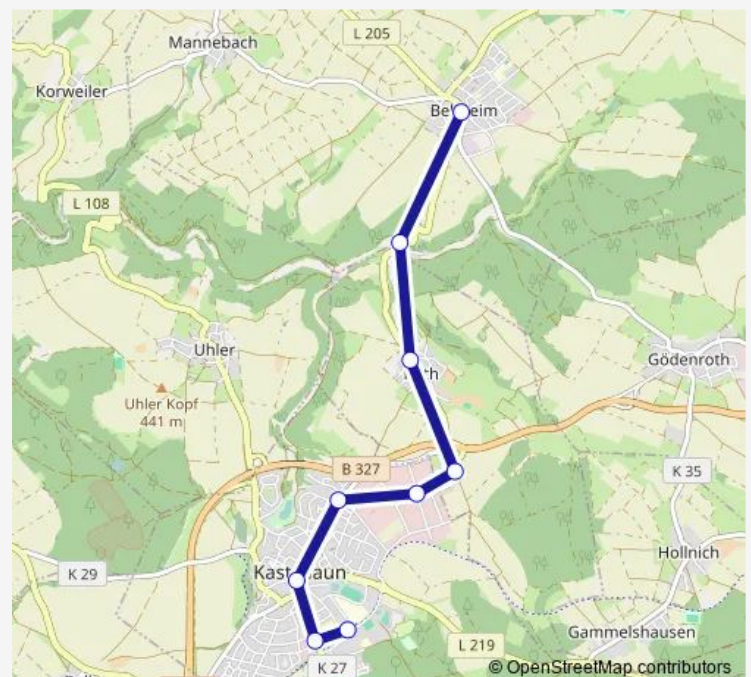 Mannebach
L 205
Korweiler
L 108
Uhler
Gödenroth
Uhler Kopf
441 m
B 327
K 35
Hollnich
K 29
Gammelshausen
L 219
K 27
© OpenStreetMap contributors